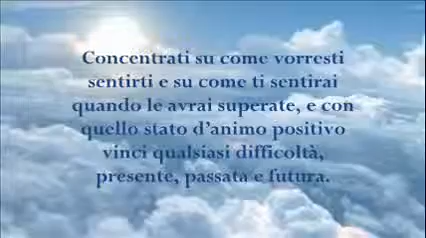 Concentrati su come vorresti
sentirti e su come ti sentirai
quando le avrai superate, e con
quello stato d'animo positivo
vinci qualsiasi difficoltà,
presente, passata e futura.